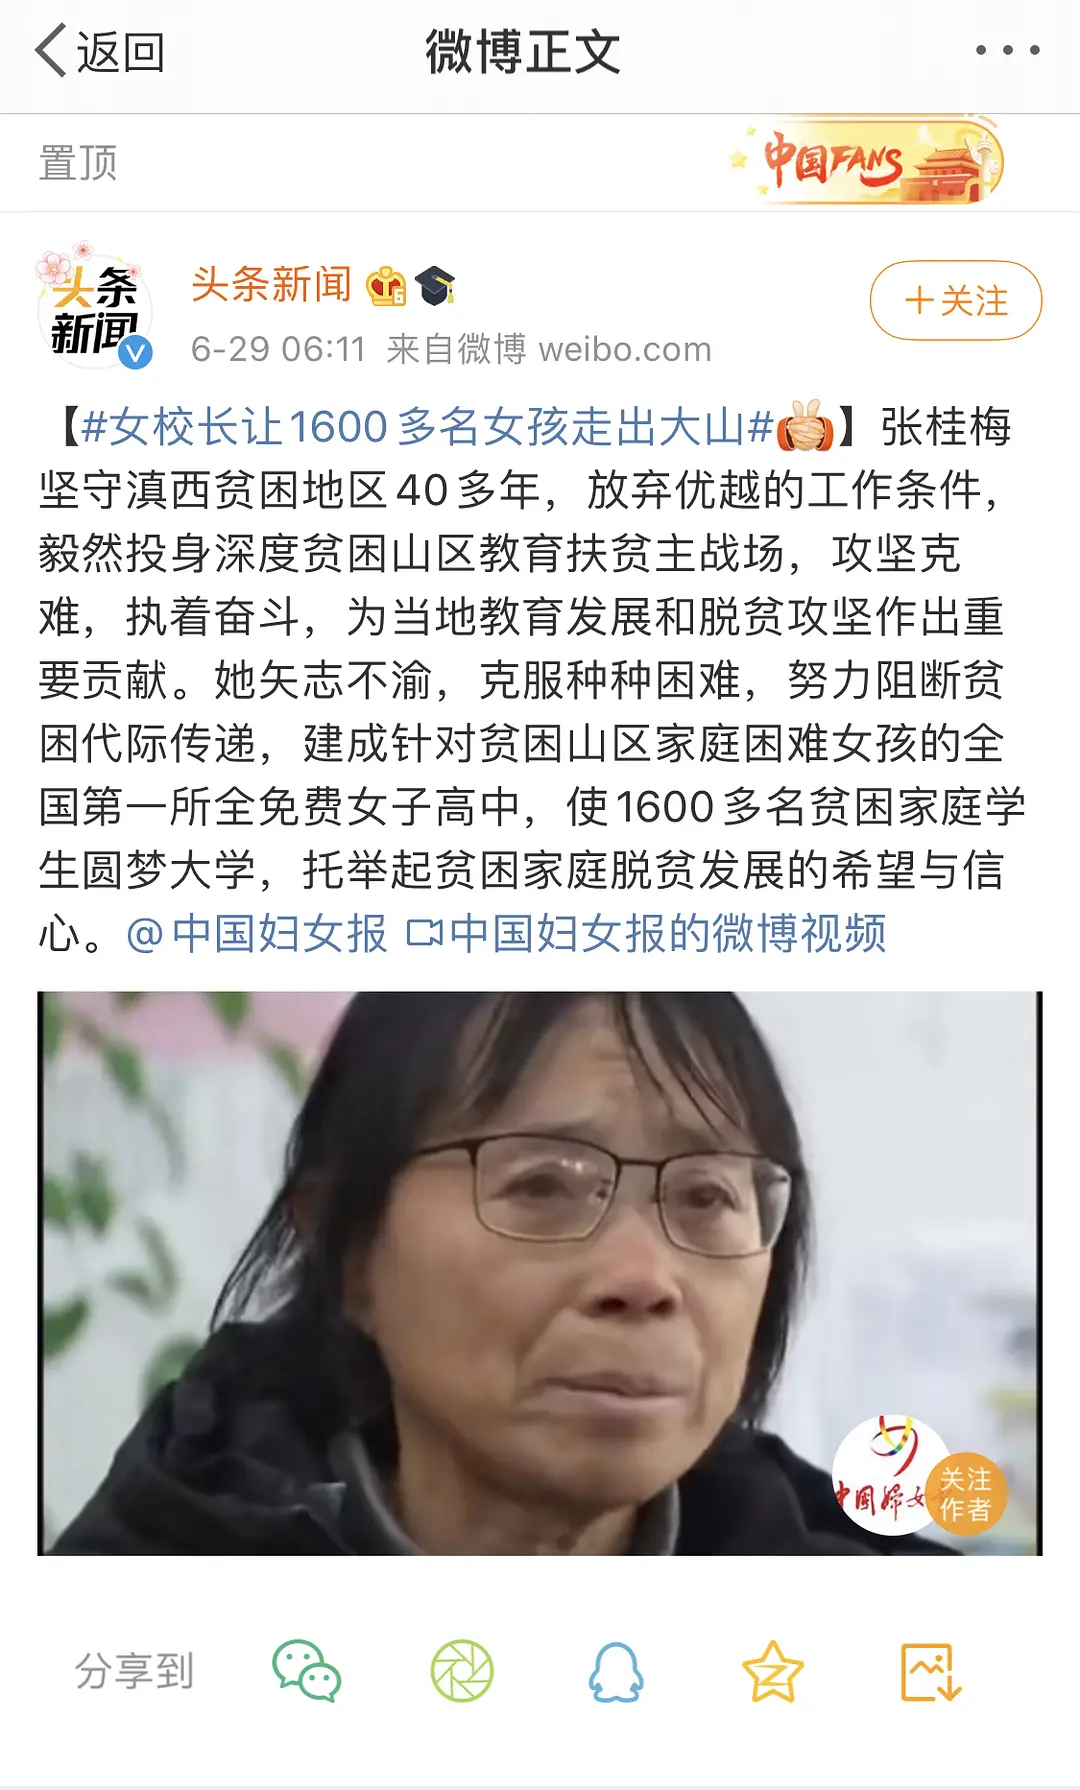 返回
微博正文
置顶
中国FANS
头条
新闻
头条新闻
6
+关注
V
6-29 06:11 来自微博 weibo.com
【#女校长让1600多名女孩走出大山#】张桂梅
坚守滇西贫困地区40多年，放弃优越的工作条件，
毅然投身深度贫困山区教育扶贫主战场，攻坚克
难，执着奋斗，为当地教育发展和脱贫攻坚作出重
要贡献。她矢志不渝，克服种种困难，努力阻断贫
困代际传递，建成针对贫困山区家庭困难女孩的全
国第一所全免费女子高中，使1600多名贫困家庭学
生圆梦大学，托举起贫困家庭脱贫发展的希望与信
心。@中国妇女报 中国妇女报的微博视频
中国婦女
关注
作者
分享到